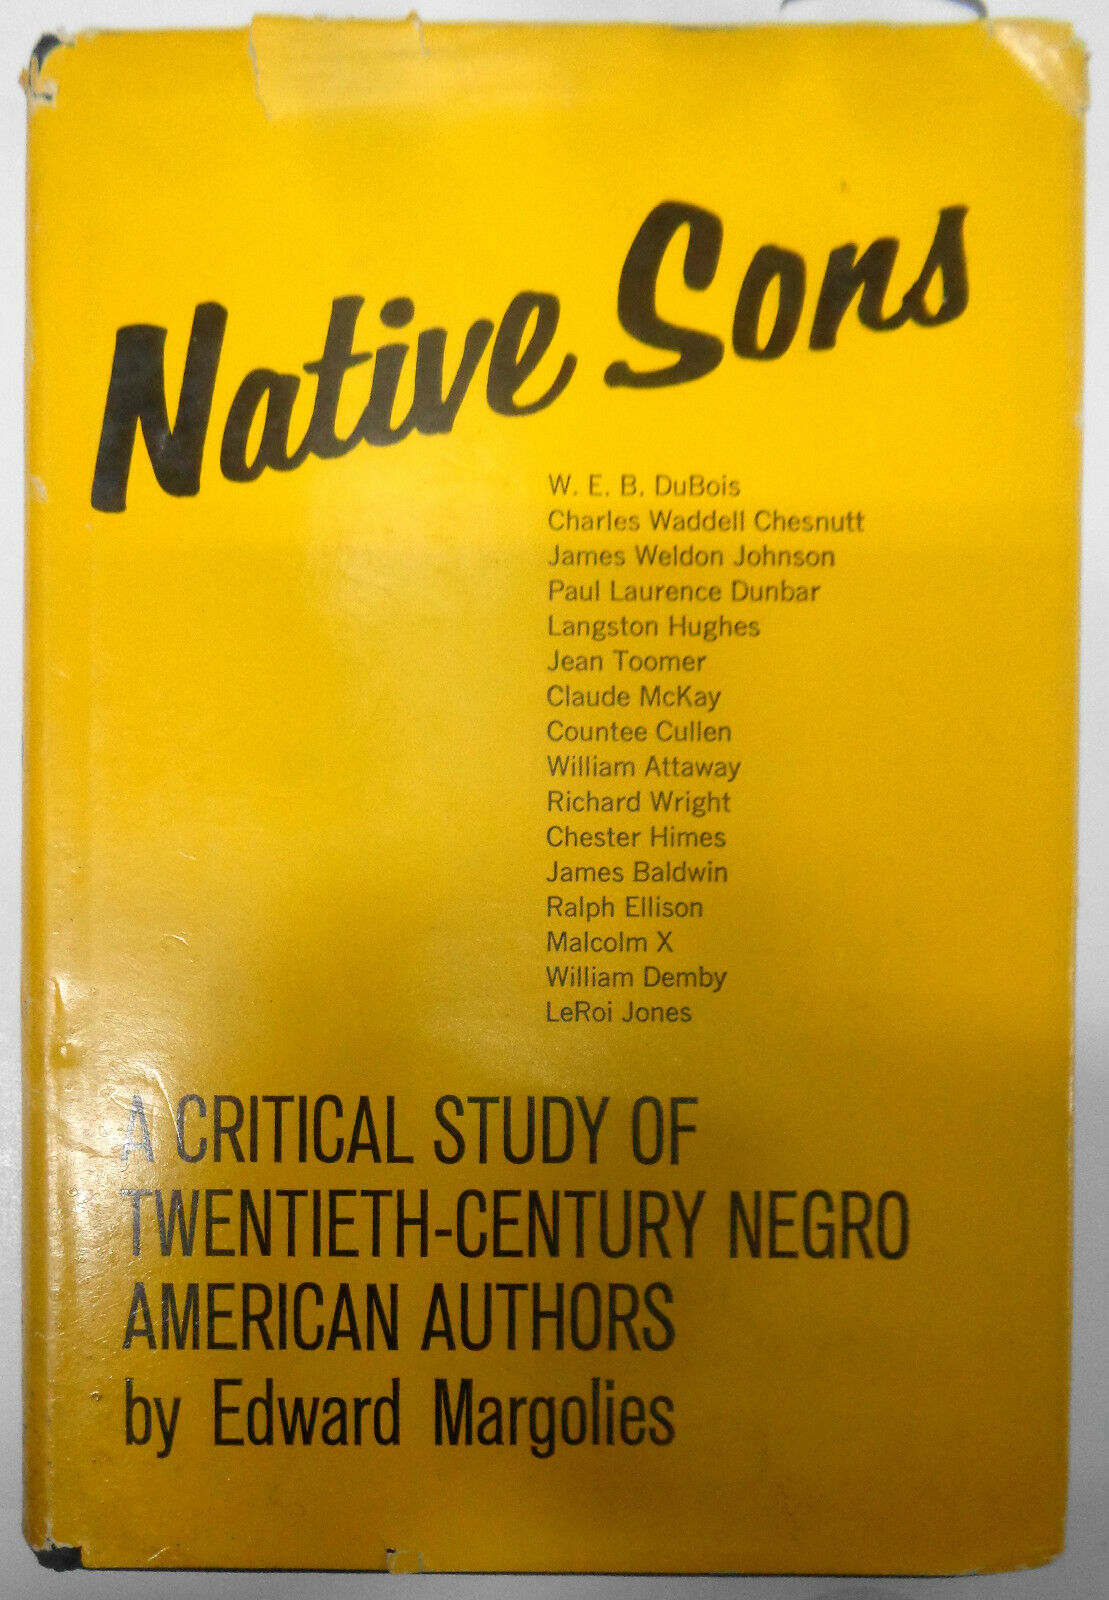 Native Sons
W. E. B. DuBois
Charles Waddell Chesnutt
James Weldon Johnson
Paul Laurence Dunbar
Langston Hughes
Jean Toomer
Claude McKay
Countee Cullen
William Attaway
Richard Wright
Chester Himes
James Baldwin
Ralph Ellison
Malcolm X
William Demby
LeRoi Jones
A CRITICAL STUDY OF
TWENTIETH-CENTURY NEGRO
AMERICAN AUTHORS
by Edward Margolies